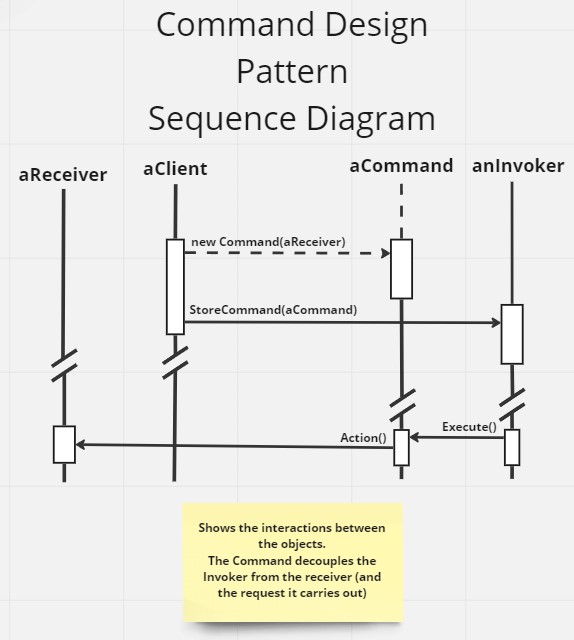 Command Design
Pattern
Sequence Diagram
aReceiver
aClient
aCommand
anInvoker
new Command(aReceiver)
StoreCommand(aCommand)
Execute()
Action()
Shows the interactions between
the objects.
The Command decouples the
Invoker from the receiver (and
the request it carries out)